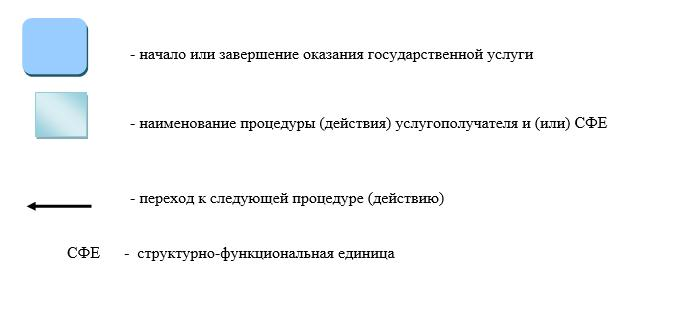 - начало или завершение оказания государственной услуги
- наименование процедуры (действия) услугополучателя и (или) СФЕ
- переход к следующей процедуре (действию)
СФЕ - структурно-функциональная единица